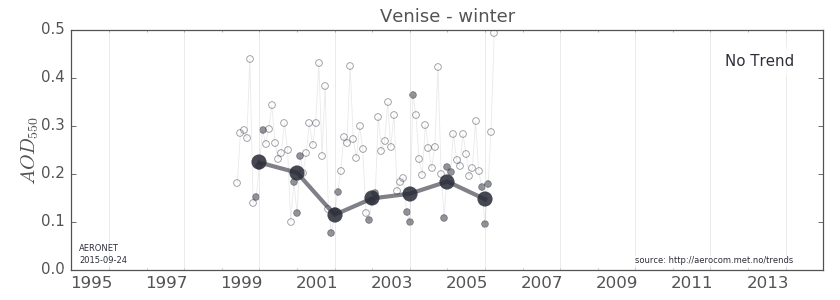 Venise - winter
No Trend
AOD550
0.5
0.4
0.3
0.2
0.1
0.0
AERONET
2015-09-24
source: http://aerocom.met.no/trends
1995 1997 1999 2001 2003 2005 2007 2009 2011 2013